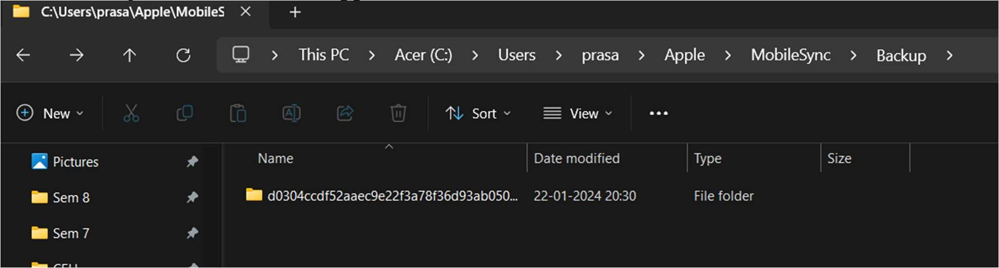 C:\Users\prasa\Apple\MobileS
This PC > Acer (C:) > Users > prasa > Apple > MobileSync > Backup >
New Sort View
Name Date modified Type Size
Pictures
Sem 8
Sem 7
d0304ccdf52aaec9e22f3a78f36d93ab050... 22-01-2024 20:30 File folder